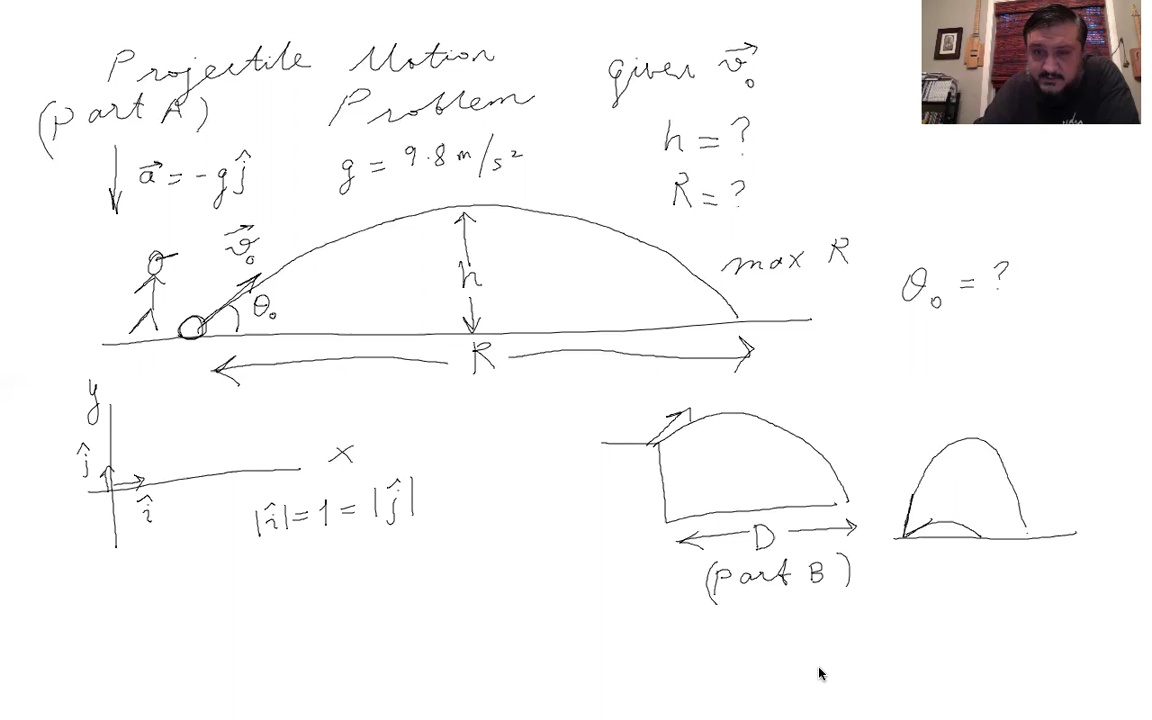 Projectile Motion
(part A) Problem
given v⃗₀
h = ?
R = ?
a⃗ = -gĵ
g = 9.8 m/s²
v⃗₀
θ₀
h
R
max R
θ₀ = ?
y
ĵ
î
x
|î| = 1 = |ĵ|
D
(part B)